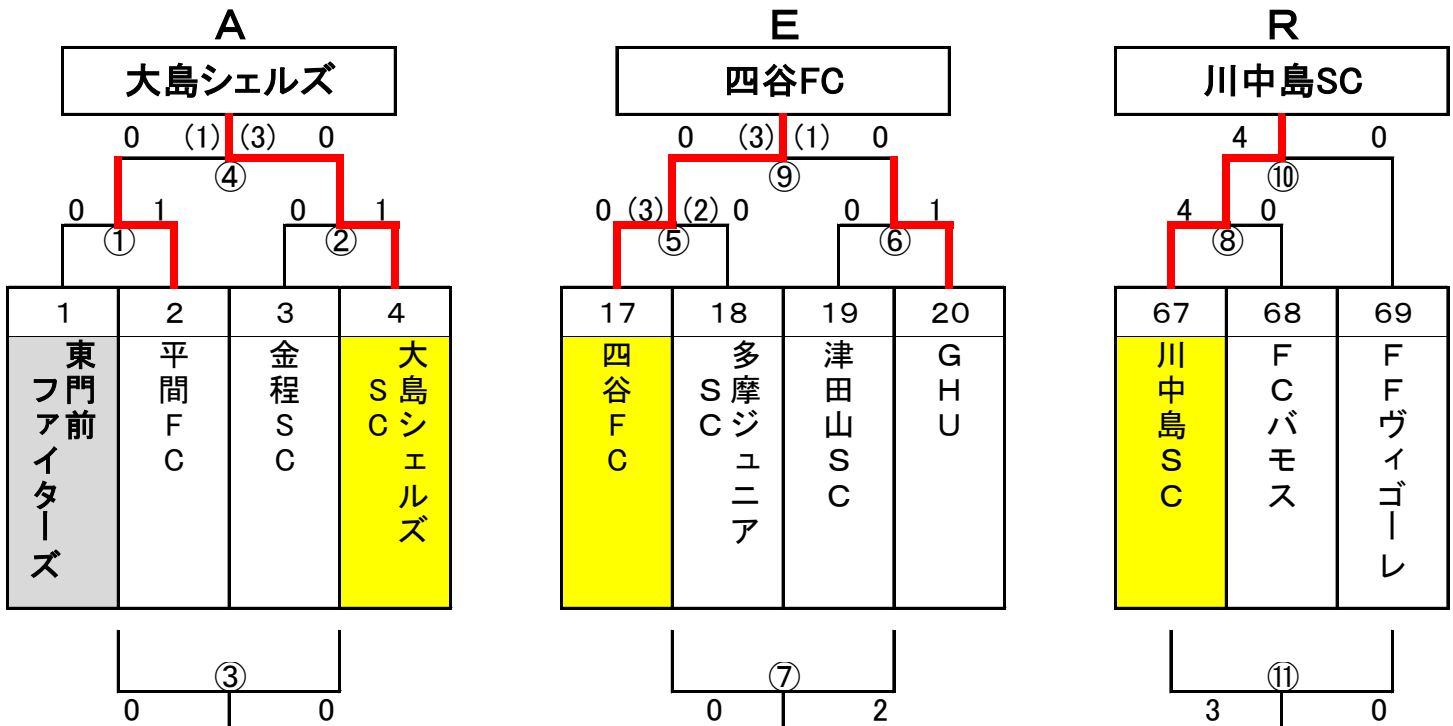 A E R
大島シェルズ 四谷FC 川中島SC
0 (1) (3) 0 0 (3) (1) 0 4 0
④ ⑨ ⑩
0 1 0 1 0 (3) (2) 0 0 1 4 0
① ② ⑤ ⑥ ⑧
1 2 3 4 17 18 19 20 67 68 69
東門前
ファイターズ
平間FC
金程SC
大島シェルズ
SC
四谷FC
多摩ジュニア
SC
津田山SC
GHU
川中島SC
FCバモス
FFヴィゴーレ
③ ⑦ ⑪
0 0 0 2 3 0